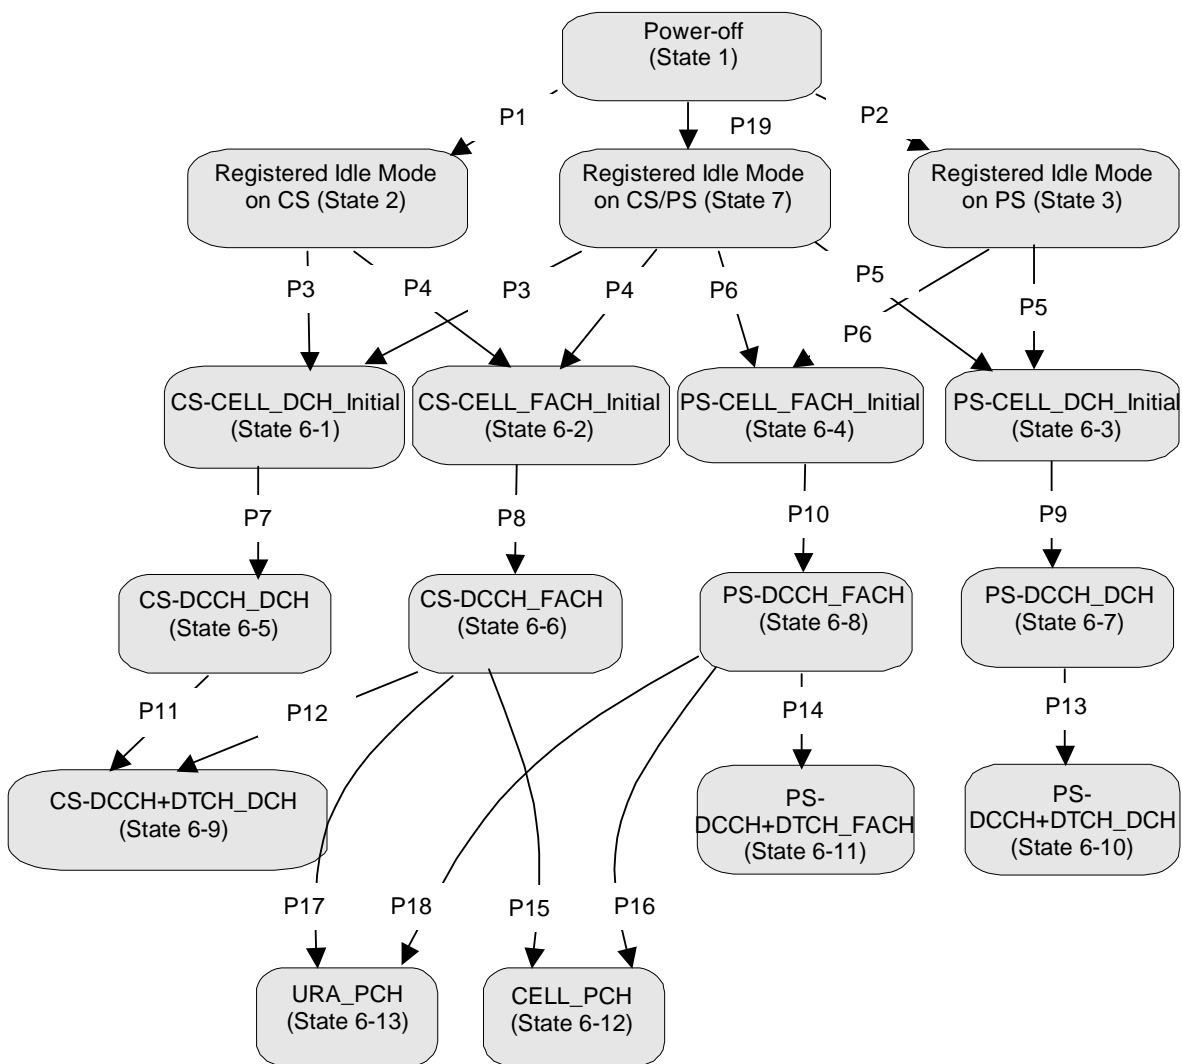 Power-off
(State 1)
P1
P19
P2
Registered Idle Mode
on CS (State 2)
Registered Idle Mode
on CS/PS (State 7)
Registered Idle Mode
on PS (State 3)
P3
P4
P3
P4
P6
P5
P6
P5
CS-CELL_DCH_Initial
(State 6-1)
CS-CELL_FACH_Initial
(State 6-2)
PS-CELL_FACH_Initial
(State 6-4)
PS-CELL_DCH_Initial
(State 6-3)
P7
P8
P10
P9
CS-DCCH_DCH
(State 6-5)
CS-DCCH_FACH
(State 6-6)
PS-DCCH_FACH
(State 6-8)
PS-DCCH_DCH
(State 6-7)
P11
P12
P14
P13
CS-DCCH+DTCH_DCH
(State 6-9)
PS-
DCCH+DTCH_FACH
(State 6-11)
PS-
DCCH+DTCH_DCH
(State 6-10)
P17
P18
P15
P16
URA_PCH
(State 6-13)
CELL_PCH
(State 6-12)